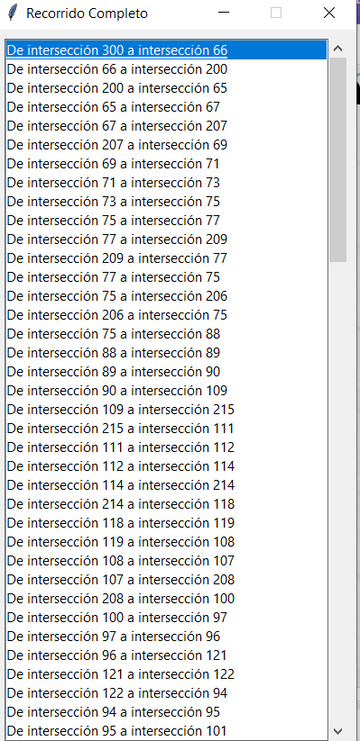 Recorrido Completo
De intersección 300 a intersección 66
De intersección 66 a intersección 200
De intersección 200 a intersección 65
De intersección 65 a intersección 67
De intersección 67 a intersección 207
De intersección 207 a intersección 69
De intersección 69 a intersección 71
De intersección 71 a intersección 73
De intersección 73 a intersección 75
De intersección 75 a intersección 77
De intersección 77 a intersección 209
De intersección 209 a intersección 77
De intersección 77 a intersección 75
De intersección 75 a intersección 206
De intersección 206 a intersección 75
De intersección 75 a intersección 88
De intersección 88 a intersección 89
De intersección 89 a intersección 90
De intersección 90 a intersección 109
De intersección 109 a intersección 215
De intersección 215 a intersección 111
De intersección 111 a intersección 112
De intersección 112 a intersección 114
De intersección 114 a intersección 214
De intersección 214 a intersección 118
De intersección 118 a intersección 119
De intersección 119 a intersección 108
De intersección 108 a intersección 107
De intersección 107 a intersección 208
De intersección 208 a intersección 100
De intersección 100 a intersección 97
De intersección 97 a intersección 96
De intersección 96 a intersección 121
De intersección 121 a intersección 122
De intersección 122 a intersección 94
De intersección 94 a intersección 95
De intersección 95 a intersección 101